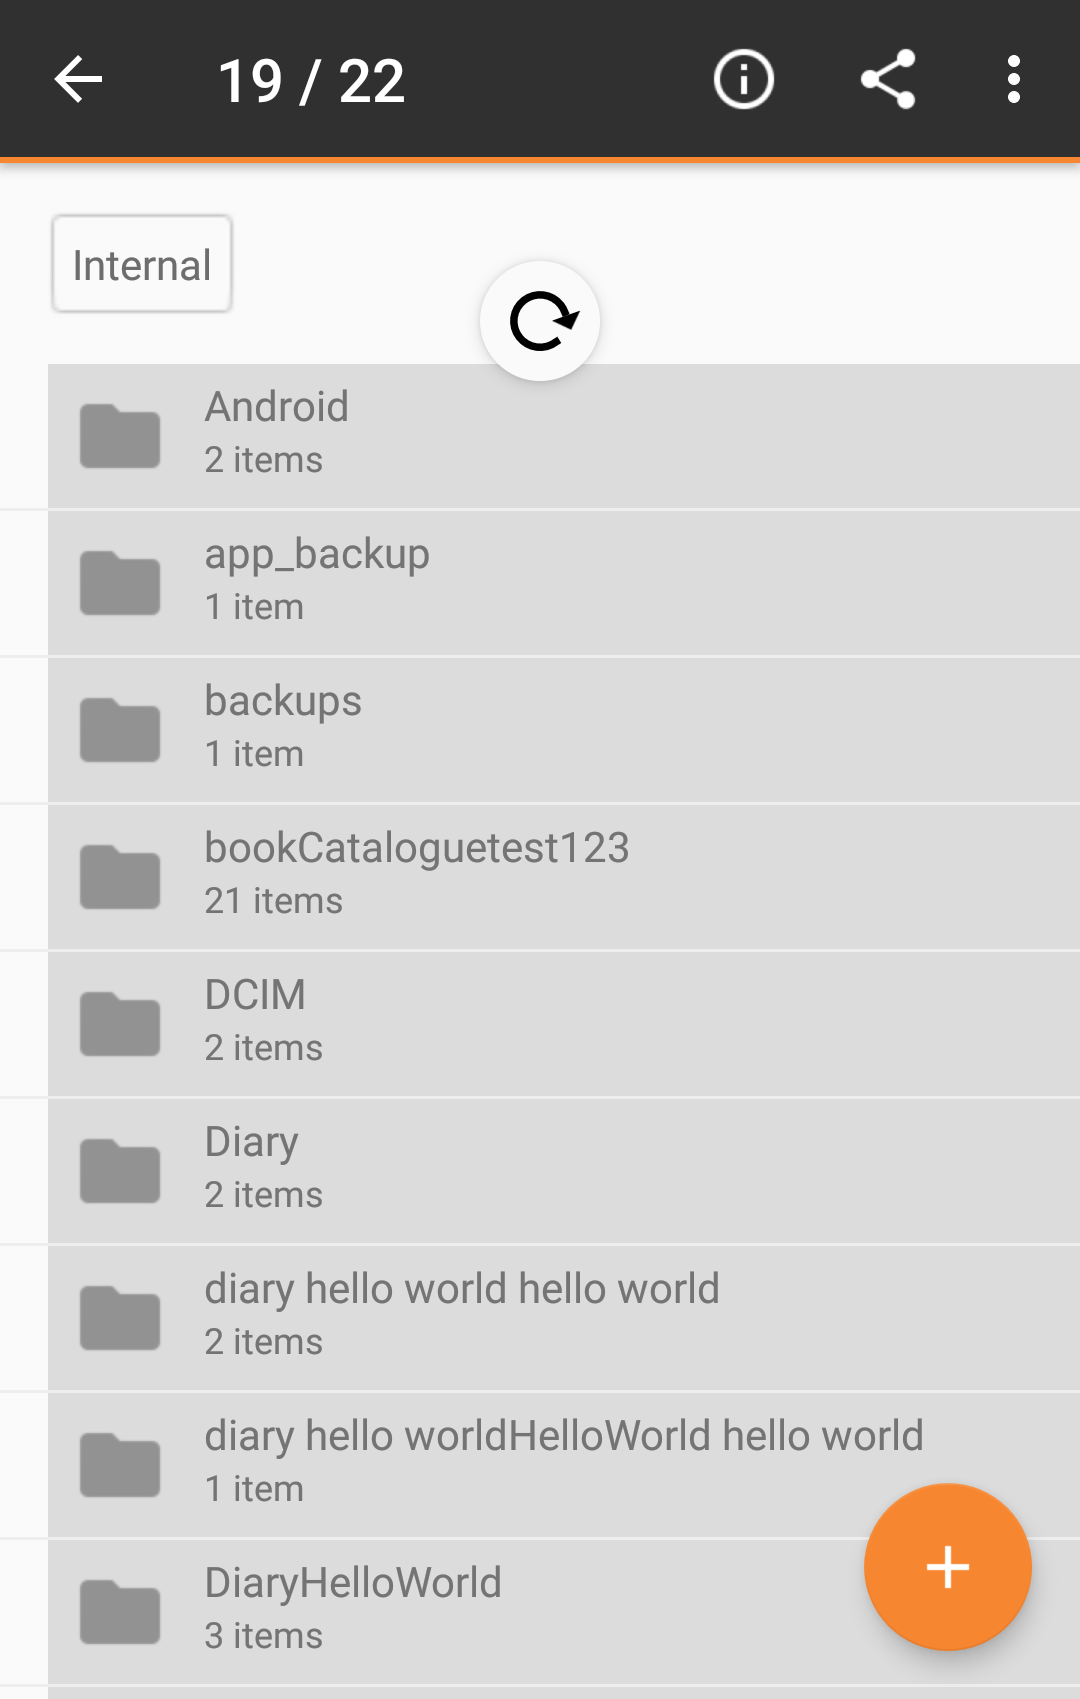 19 / 22
Internal
Android
2 items
app_backup
1 item
backups
1 item
bookCataloguetest123
21 items
DCIM
2 items
Diary
2 items
diary hello world hello world
2 items
diary hello worldHelloWorld hello world
1 item
DiaryHelloWorld
3 items